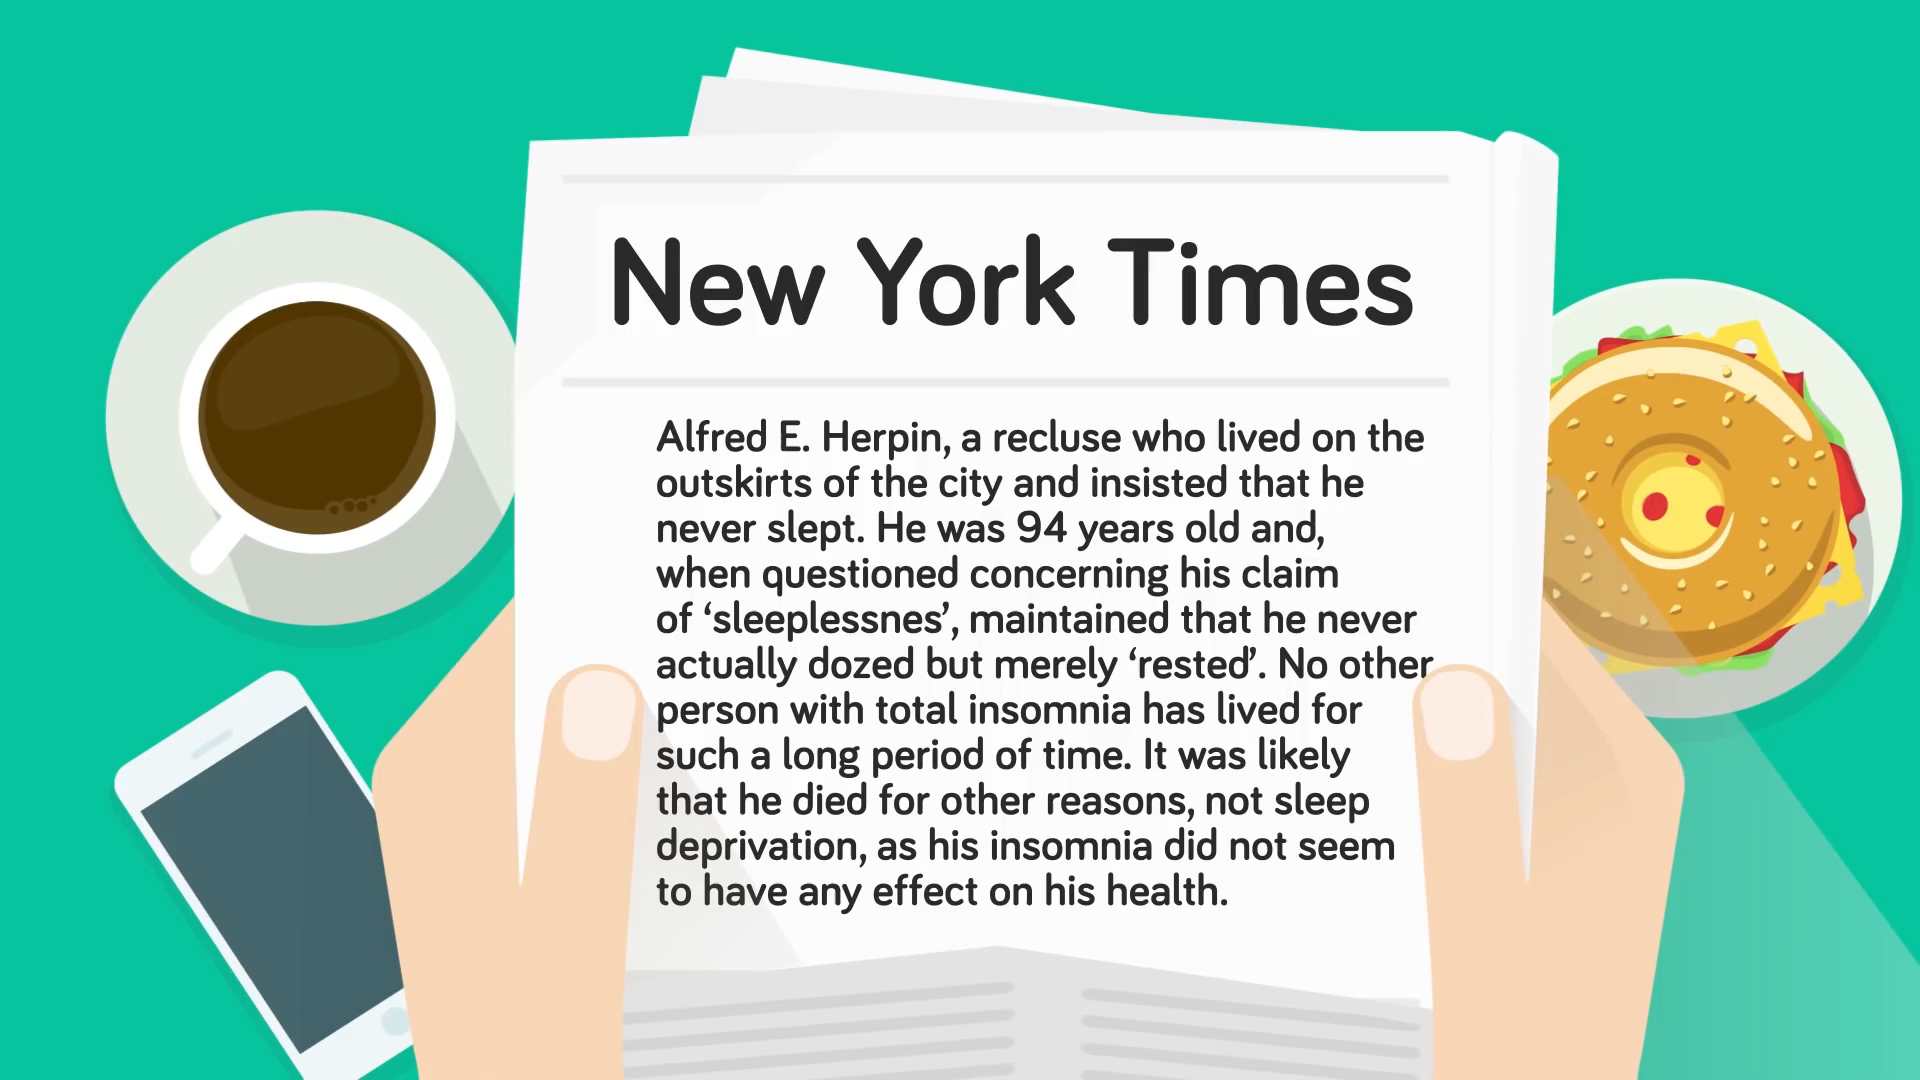 New York Times
Alfred E. Herpin, a recluse who lived on the
outskirts of the city and insisted that he
never slept. He was 94 years old and,
when questioned concerning his claim
of ‘sleeplessnes’, maintained that he never
actually dozed but merely ‘rested’. No other
person with total insomnia has lived for
such a long period of time. It was likely
that he died for other reasons, not sleep
deprivation, as his insomnia did not seem
to have any effect on his health.